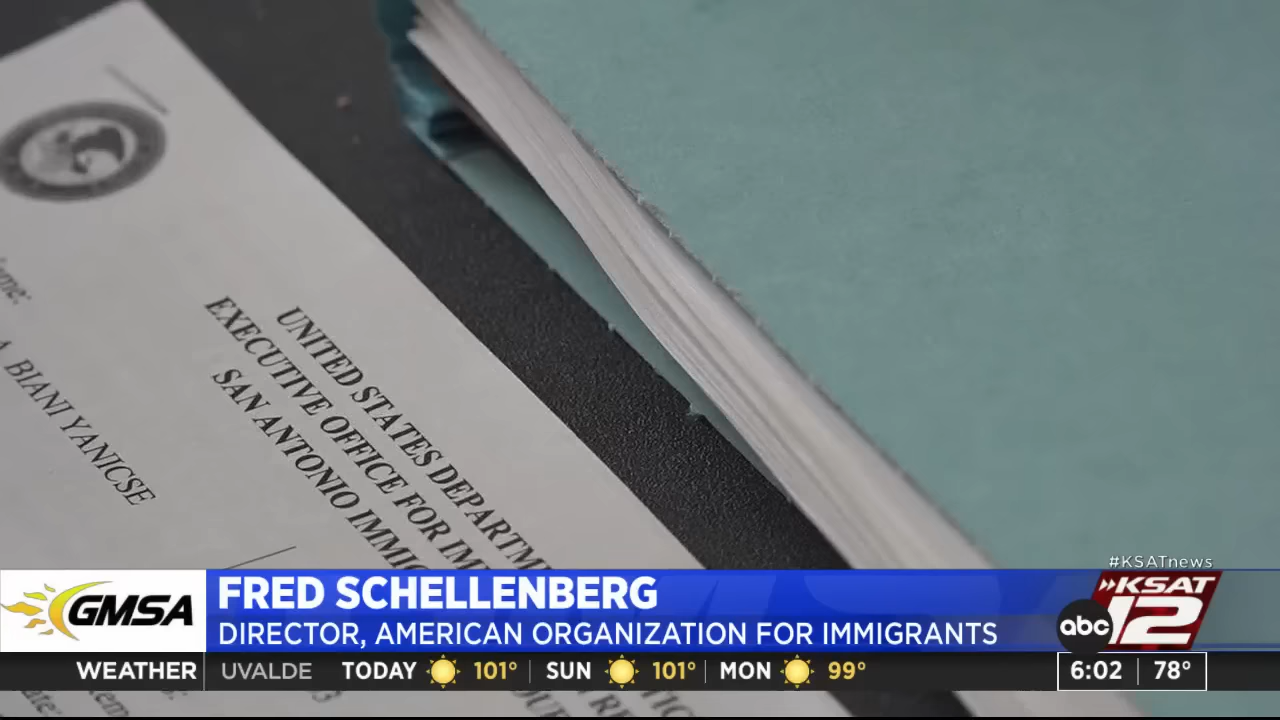 BIANI YANICSE
UNITED STATES DEPARTM
EXECUTIVE OFFICE FOR IM
SAN ANTONIO IMMIG
#KSATnews
GMSA
FRED SCHELLENBERG
DIRECTOR, AMERICAN ORGANIZATION FOR IMMIGRANTS
abc
KSAT
12
WEATHER UVALDE TODAY 101° SUN 101° MON 99°
6:02 78°